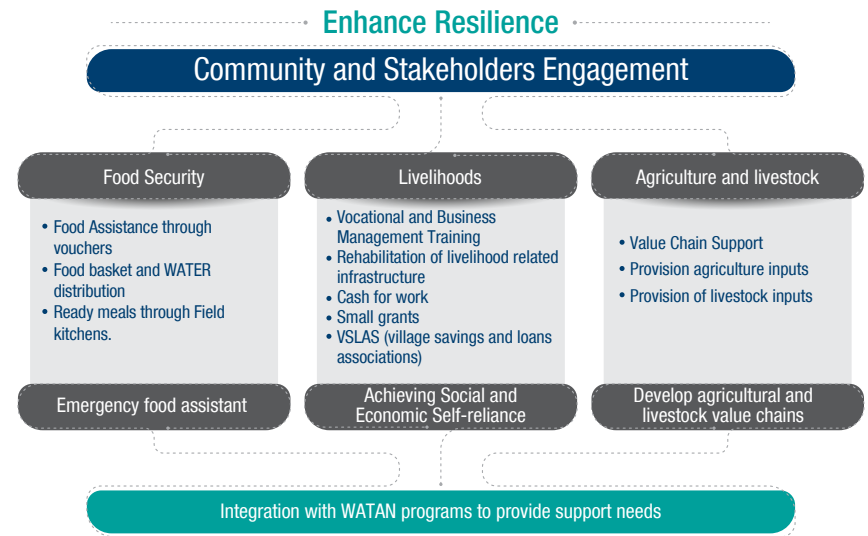 Enhance Resilience
Community and Stakeholders Engagement
Food Security
• Food Assistance through
vouchers
• Food basket and WATER
distribution
• Ready meals through Field
kitchens.
Emergency food assistant
Livelihoods
• Vocational and Business
Management Training
• Rehabilitation of livelihood related
infrastructure
• Cash for work
• Small grants
• VSLAS (village savings and loans
associations)
Achieving Social and
Economic Self-reliance
Agriculture and livestock
• Value Chain Support
• Provision agriculture inputs
• Provision of livestock inputs
Develop agricultural and
livestock value chains
Integration with WATAN programs to provide support needs